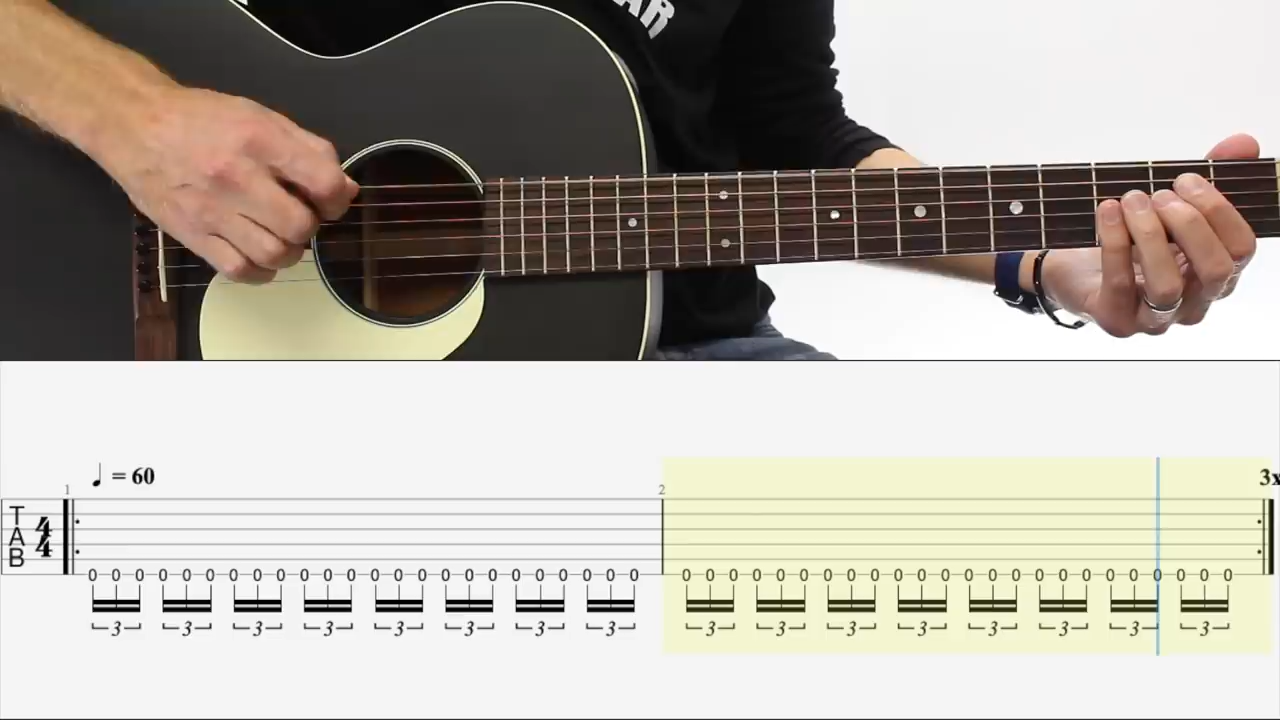 AR
♩ = 60
1
2
3x
T
A
B
4
4
0 0 0 0 0 0 0 0 0 0 0 0 0 0 0 0 0 0 0 0 0 0 0 0 0 0 0 0 0 0 0 0 0 0 0 0 0 0 0 0 0 0 0 0 0 0 0 0
3 3 3 3 3 3 3 3 3 3 3 3 3 3 3 3